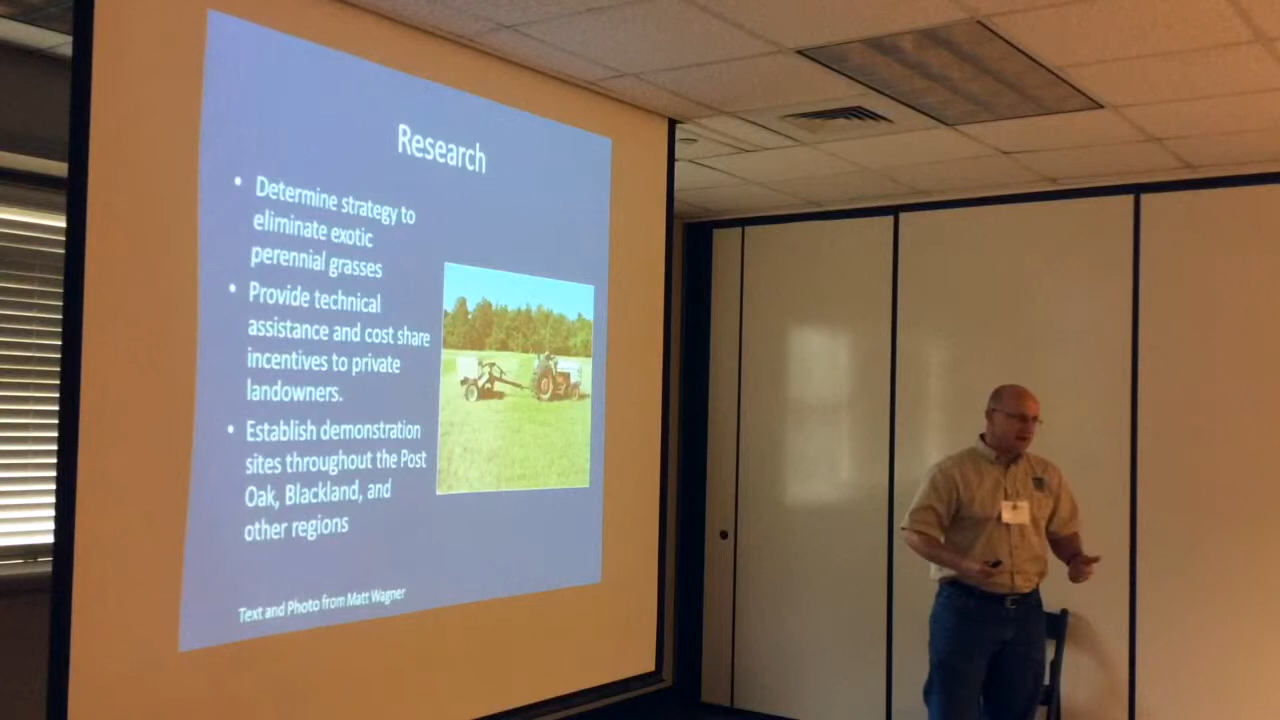 Research
• Determine strategy to
eliminate exotic
perennial grasses
• Provide technical
assistance and cost share
incentives to private
landowners.
• Establish demonstration
sites throughout the Post
Oak, Blackland, and
other regions
Text and Photo from Matt Wagner